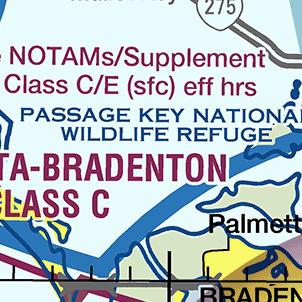 275
NOTAMs/Supplement
Class C/E (sfc) eff hrs
PASSAGE KEY NATIONAL
WILDLIFE REFUGE
TA-BRADENTON
CLASS C
Palmett
BRADEN